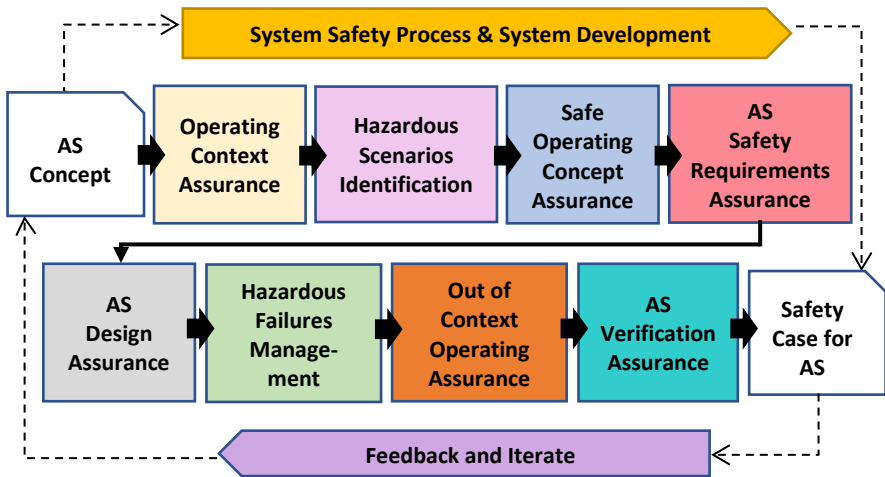 System Safety Process & System Development
AS
Concept
Operating
Context
Assurance
Hazardous
Scenarios
Identification
Safe
Operating
Concept
Assurance
AS
Safety
Requirements
Assurance
AS
Design
Assurance
Hazardous
Failures
Manage-
ment
Out of
Context
Operating
Assurance
AS
Verification
Assurance
Safety
Case for
AS
Feedback and Iterate